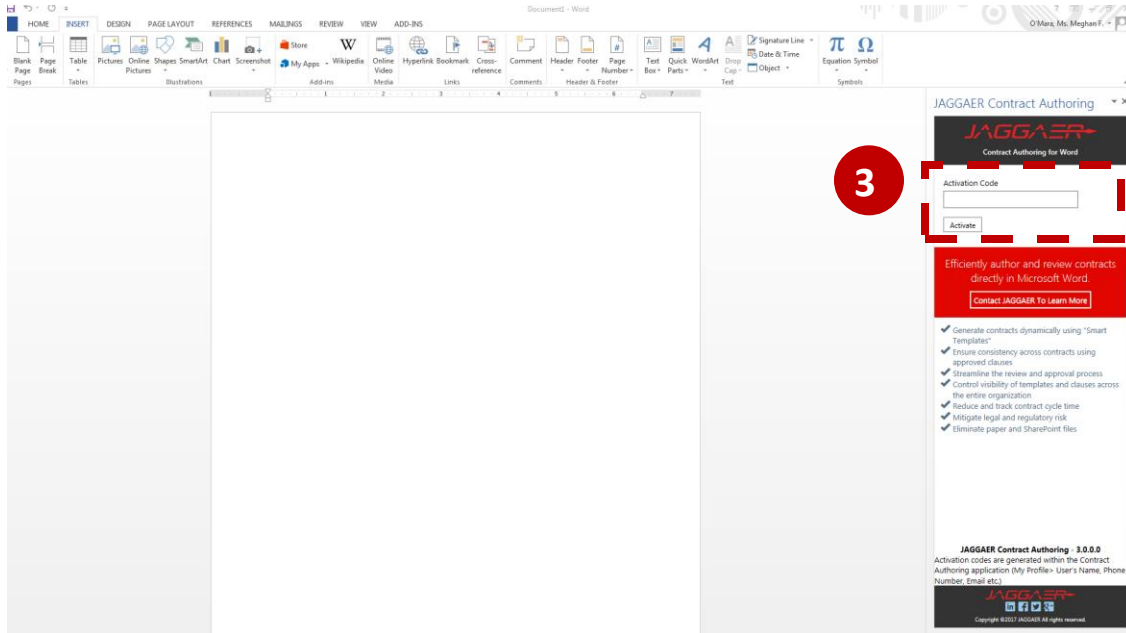 Document1 - Word
O'Mara, Ms. Meghan F.
HOME INSERT DESIGN PAGE LAYOUT REFERENCES MAILINGS REVIEW VIEW ADD-INS
Blank Page
Page Break
Table
Pictures
Online Pictures
Shapes
SmartArt
Chart
Screenshot
Store
My Apps
Wikipedia
Online Video
Hyperlink
Bookmark
Cross-reference
Comment
Header
Footer
Page Number
Text Box
Quick Parts
WordArt
Drop Cap
Signature Line
Date & Time
Object
Equation
Symbol
Pages Tables Illustrations Add-ins Media Links Comments Header & Footer Text Symbols
1 1 2 3 4 5 6 7
JAGGAER Contract Authoring
JAGGAER
Contract Authoring for Word
3
Activation Code
Activate
Efficiently author and review contracts
directly in Microsoft Word.
Contact JAGGAER To Learn More
Generate contracts dynamically using "Smart
Templates"
Ensure consistency across contracts using
approved clauses
Streamline the review and approval process
Control visibility of templates and clauses across
the entire organization
Reduce and track contract cycle time
Mitigate legal and regulatory risk
Eliminate paper and SharePoint files
JAGGAER Contract Authoring - 3.0.0.0
Activation codes are generated within the Contract
Authoring application (My Profile> User's Name, Phone
Number, Email etc.)
JAGGAER
Copyright ©2017 JAGGAER All rights reserved.